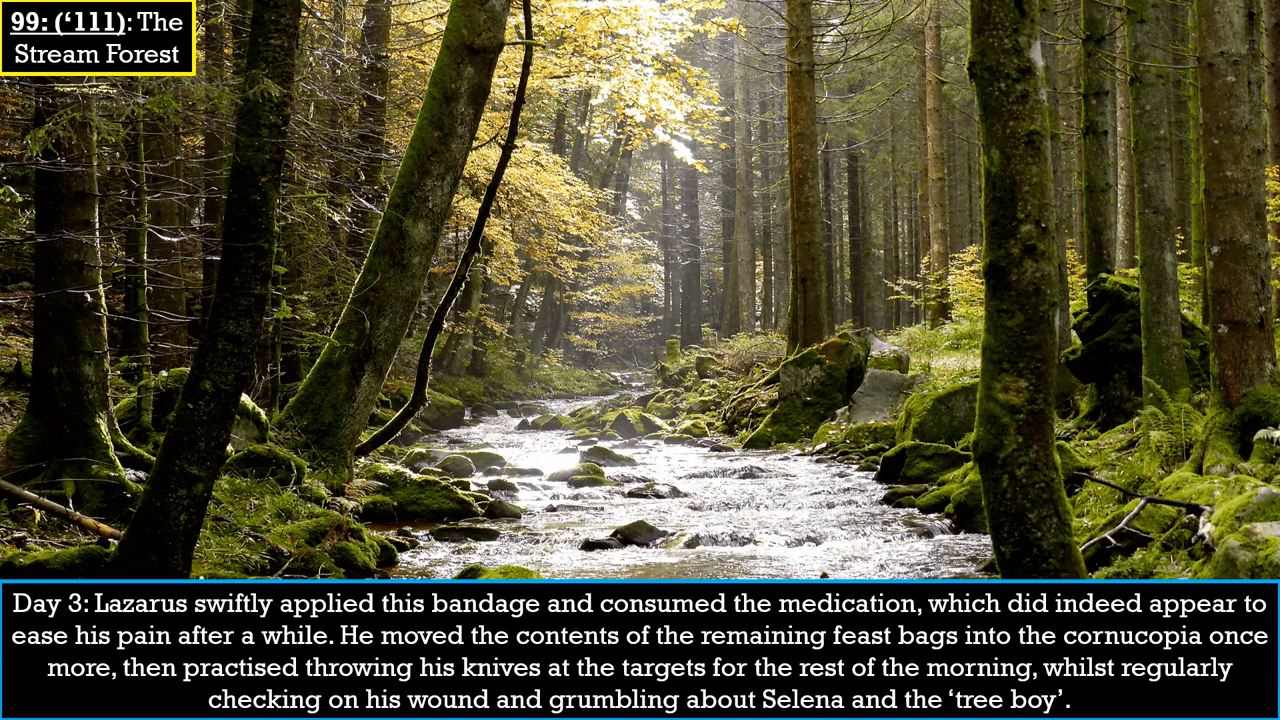 99: (‘111): The
Stream Forest
Day 3: Lazarus swiftly applied this bandage and consumed the medication, which did indeed appear to
ease his pain after a while. He moved the contents of the remaining feast bags into the cornucopia once
more, then practised throwing his knives at the targets for the rest of the morning, whilst regularly
checking on his wound and grumbling about Selena and the ‘tree boy’.